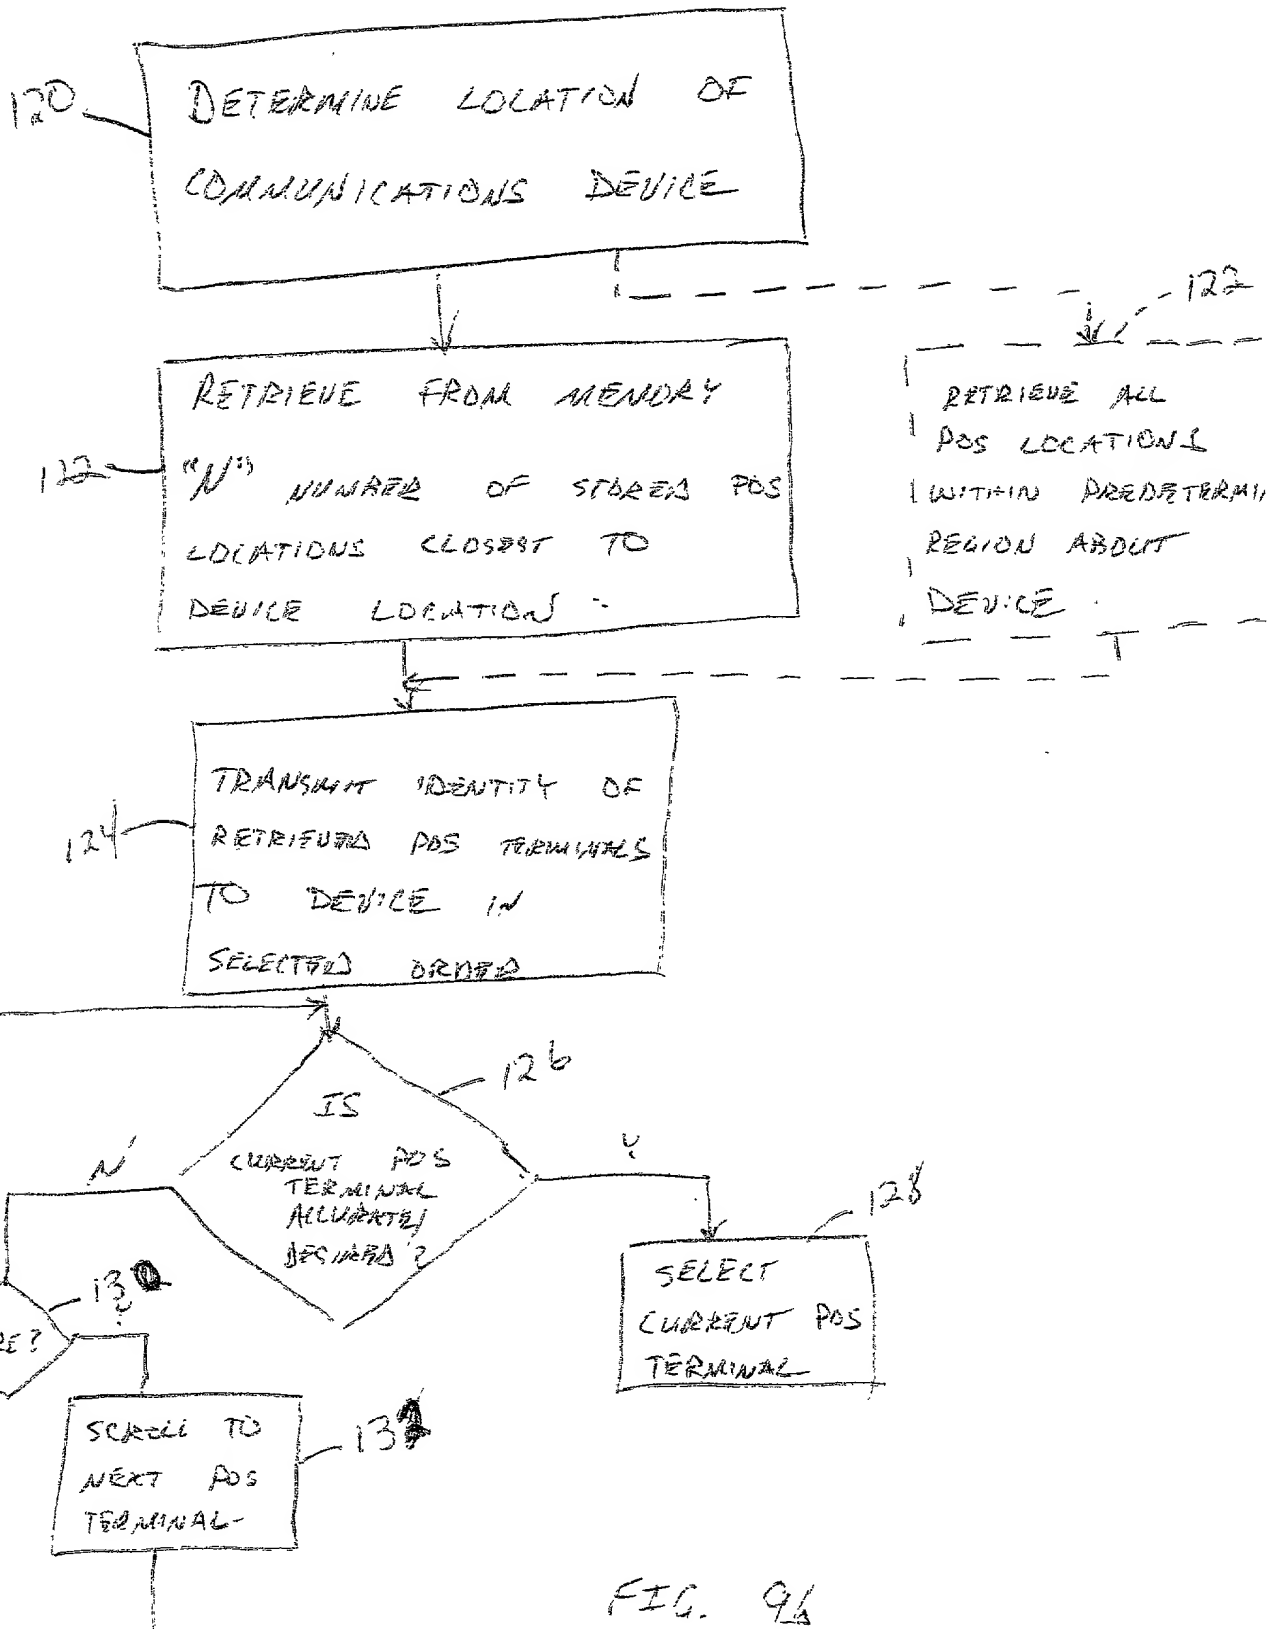 120
DETERMINE LOCATION OF
COMMUNICATIONS DEVICE
122
RETRIEVE FROM MEMORY
"N" NUMBER OF STORED POS
LOCATIONS CLOSEST TO
DEVICE LOCATION
122
RETRIEVE ALL
POS LOCATIONS
WITHIN PREDETERMI
REGION ABOUT
DEVICE
124
TRANSMIT IDENTITY OF
RETRIEVED POS TERMINALS
TO DEVICE IN
SELECTED ORDER
126
IS
CURRENT POS
TERMINAL
ACCURATE/
DESIRED?
N
Y
128
SELECT
CURRENT POS
TERMINAL
130
RE?
Y
132
SCROLL TO
NEXT POS
TERMINAL
FIG.